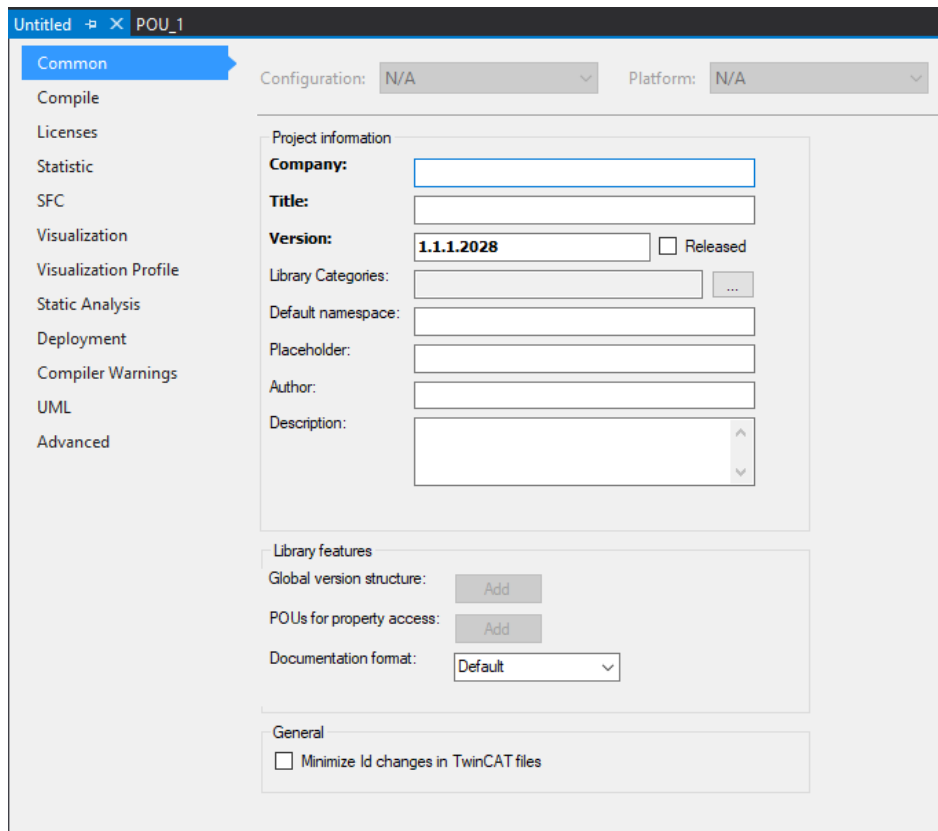 Untitled POU_1
Common
Compile
Licenses
Statistic
SFC
Visualization
Visualization Profile
Static Analysis
Deployment
Compiler Warnings
UML
Advanced
Configuration: N/A Platform: N/A
Project information
Company:
Title:
Version: 1.1.1.2028 Released
Library Categories: ...
Default namespace:
Placeholder:
Author:
Description:
Library features
Global version structure: Add
POUs for property access: Add
Documentation format: Default
General
Minimize Id changes in TwinCAT files